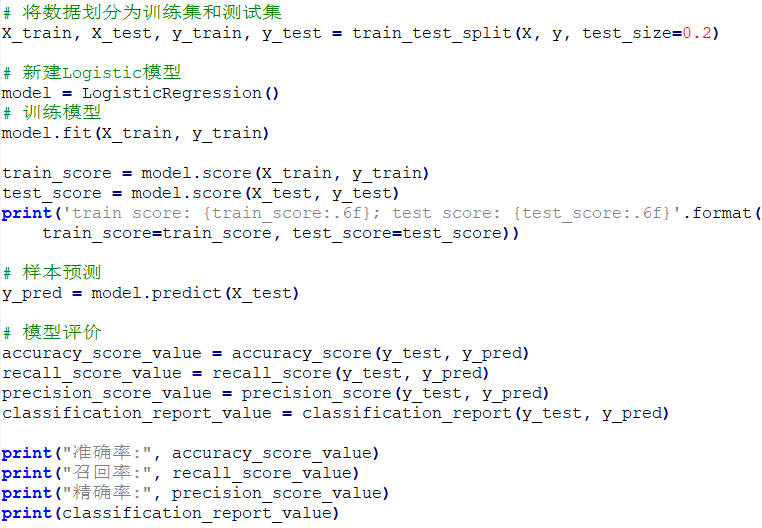 # 将数据划分为训练集和测试集
X_train, X_test, y_train, y_test = train_test_split(X, y, test_size=0.2)
# 新建Logistic模型
model = LogisticRegression()
# 训练模型
model.fit(X_train, y_train)
train_score = model.score(X_train, y_train)
test_score = model.score(X_test, y_test)
print('train score: {train_score:.6f}; test score: {test_score:.6f}'.format(
    train_score=train_score, test_score=test_score))
# 样本预测
y_pred = model.predict(X_test)
# 模型评价
accuracy_score_value = accuracy_score(y_test, y_pred)
recall_score_value = recall_score(y_test, y_pred)
precision_score_value = precision_score(y_test, y_pred)
classification_report_value = classification_report(y_test, y_pred)
print("准确率:", accuracy_score_value)
print("召回率:", recall_score_value)
print("精确率:", precision_score_value)
print(classification_report_value)